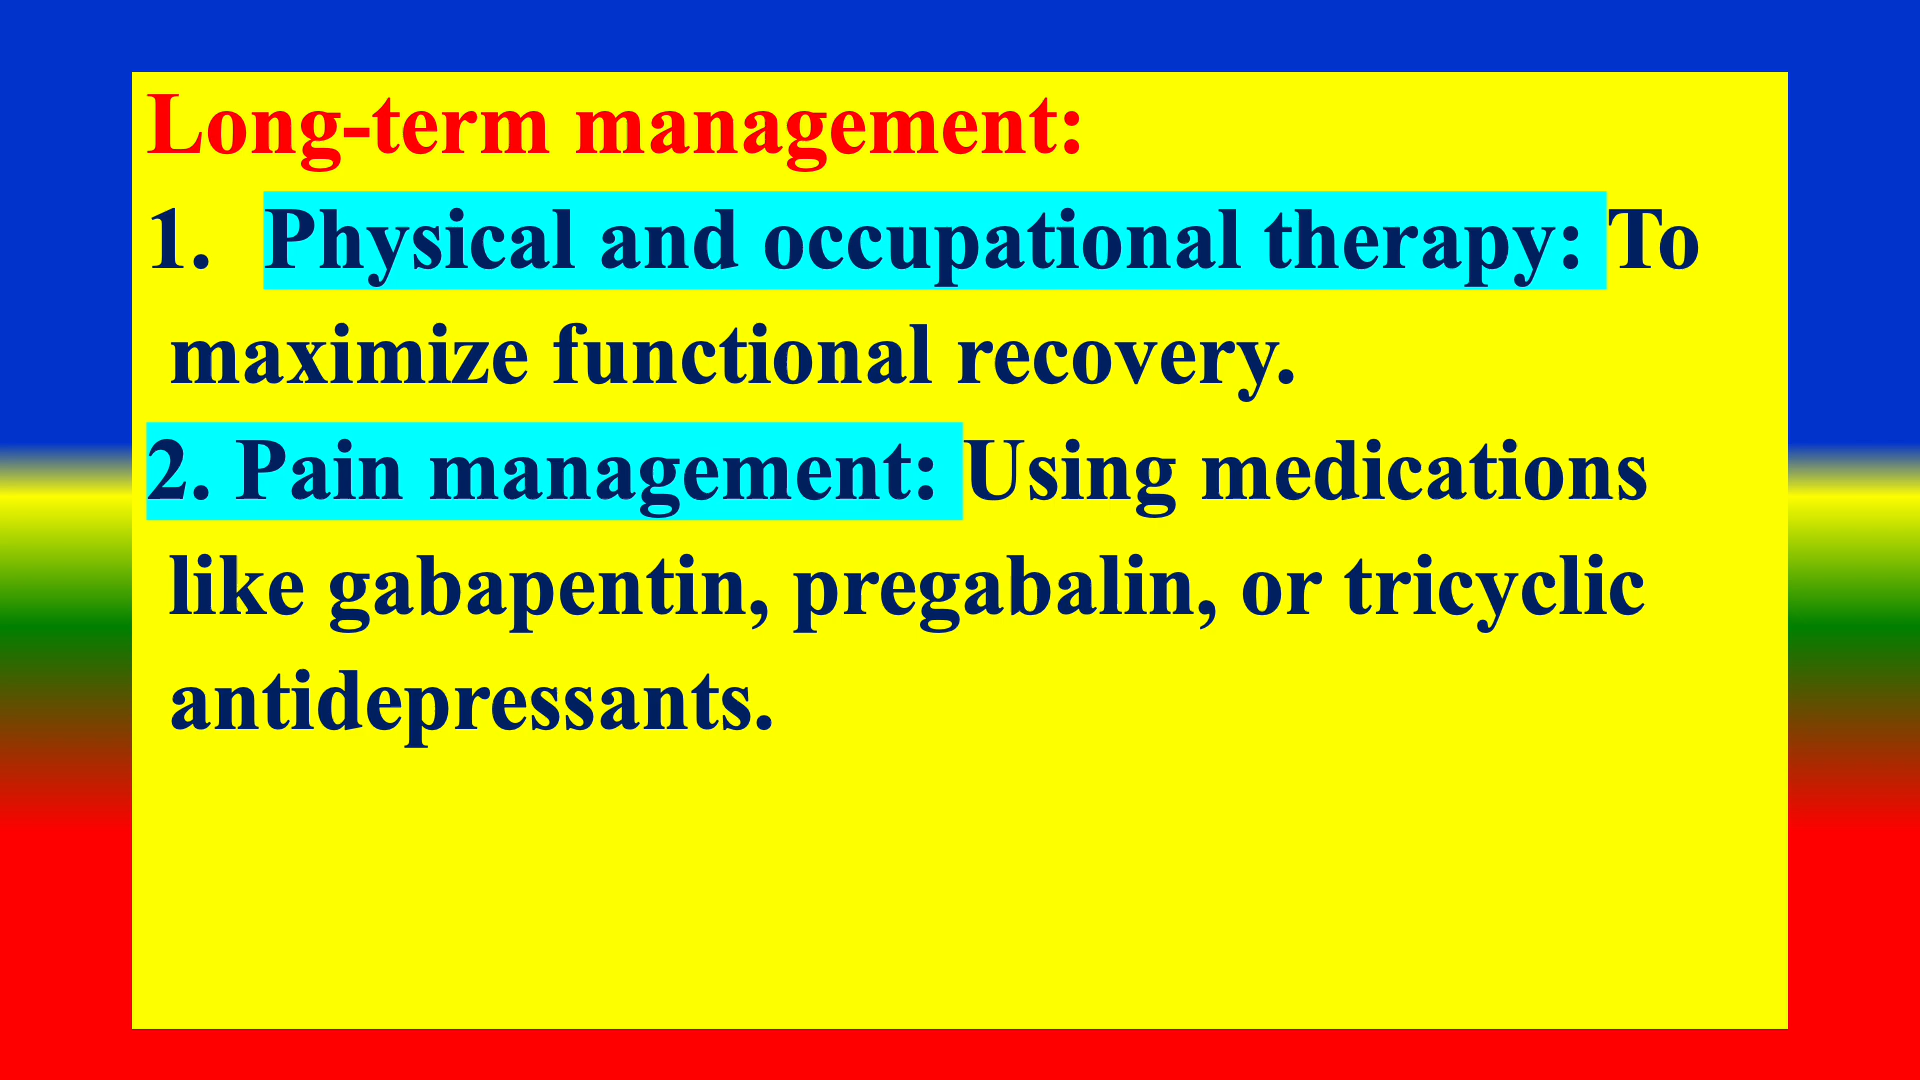 Long-term management:
1. Physical and occupational therapy: To
maximize functional recovery.
2. Pain management: Using medications
like gabapentin, pregabalin, or tricyclic
antidepressants.